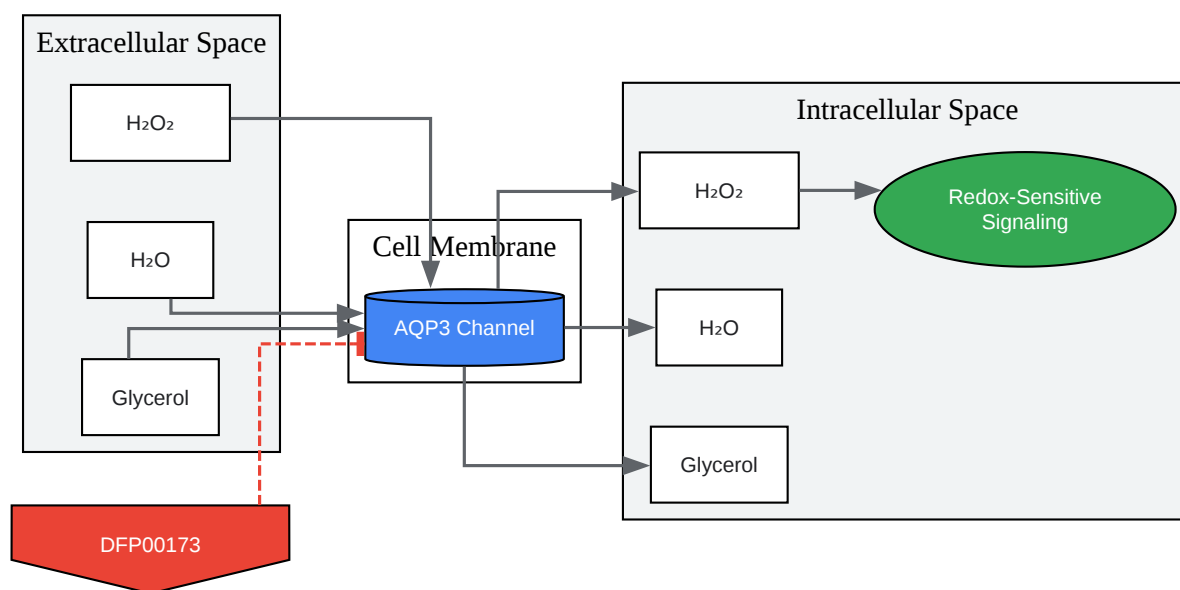 Extracellular Space
H₂O₂
H₂O
Glycerol
DFP00173
Cell Membrane
AQP3 Channel
Intracellular Space
H₂O₂
Redox-Sensitive
Signaling
H₂O
Glycerol